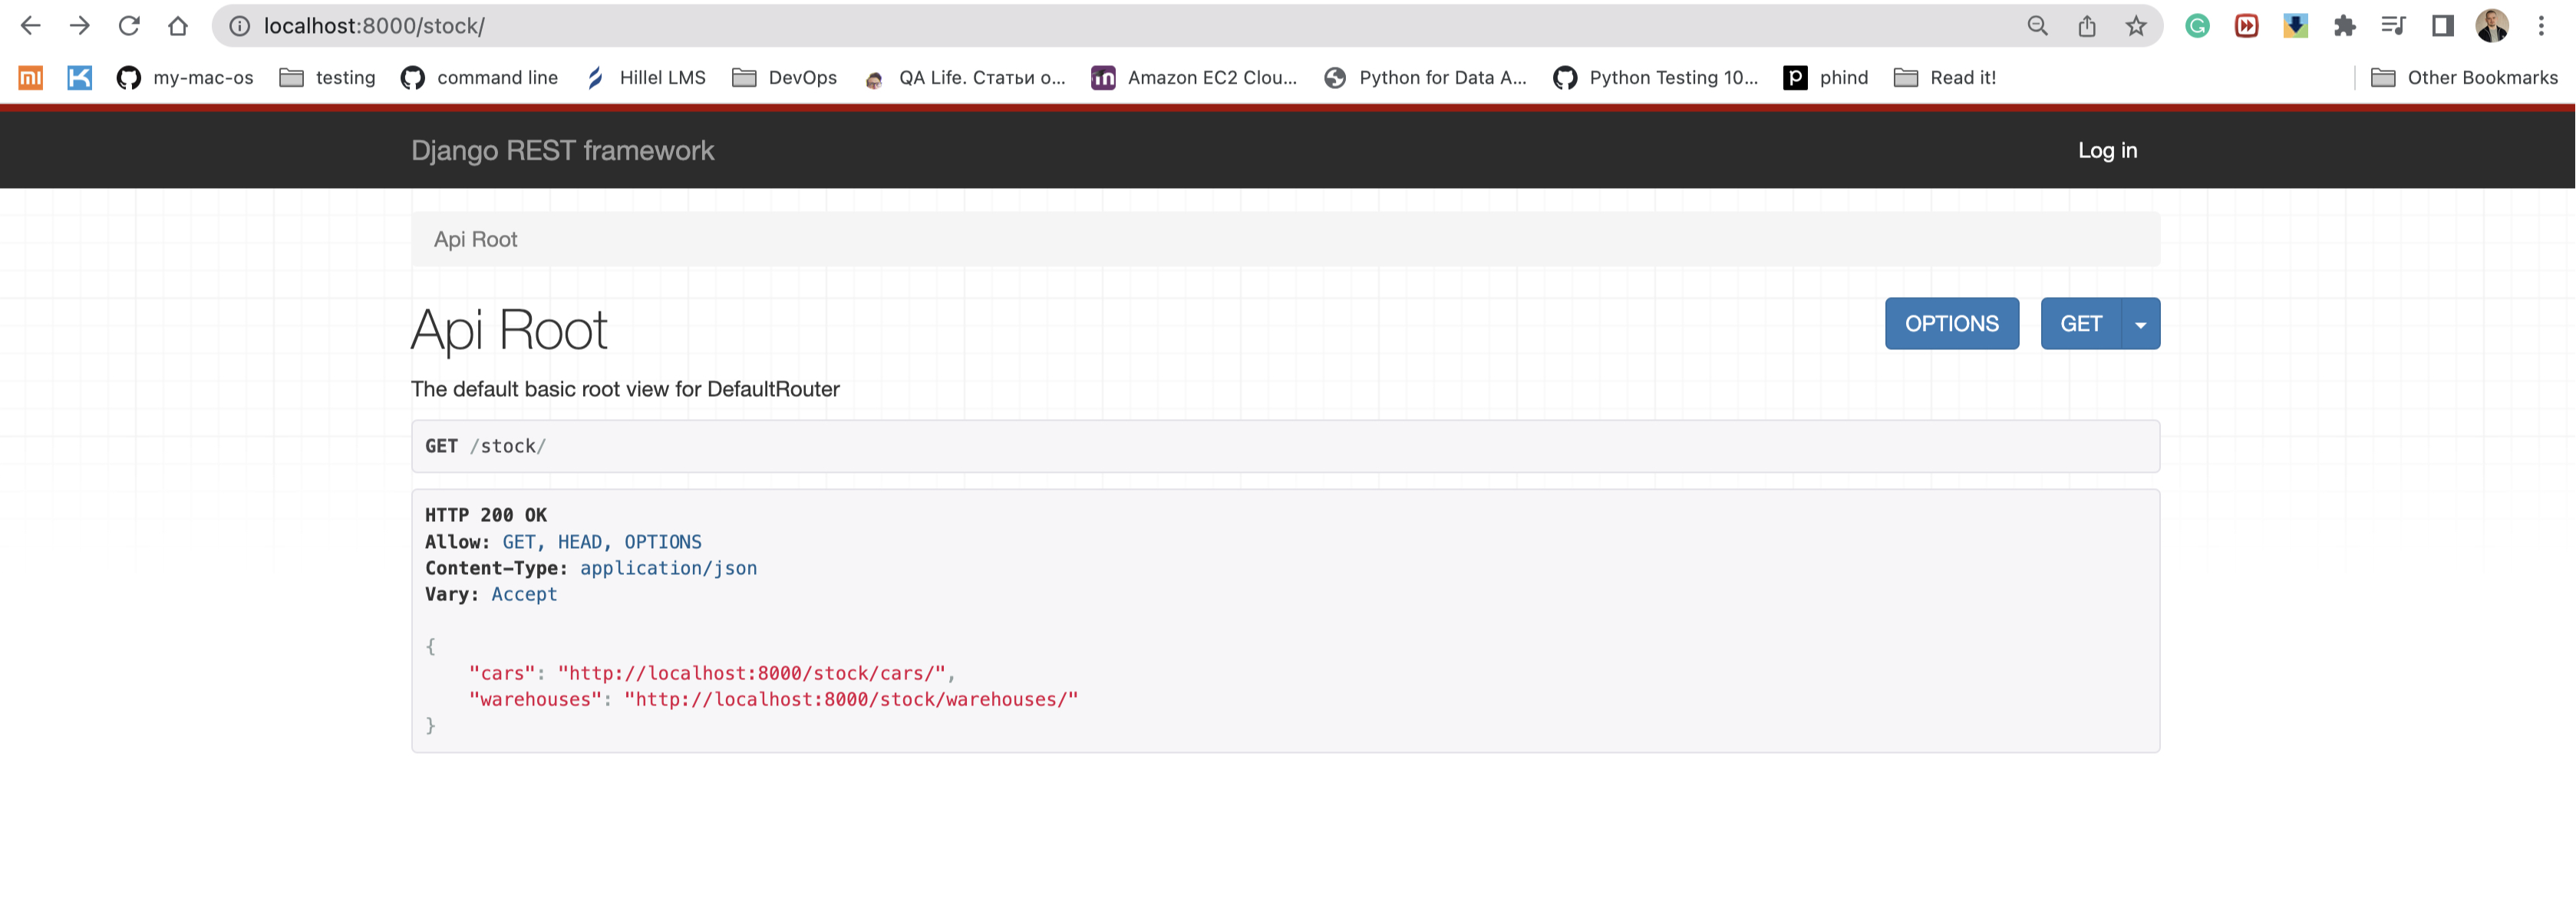 localhost:8000/stock/
mi my-mac-os testing command line Hillel LMS DevOps QA Life. Статьи о... in Amazon EC2 Clou... Python for Data A... Python Testing 10... p phind Read it! Other Bookmarks
Django REST framework Log in
Api Root
Api Root OPTIONS GET
The default basic root view for DefaultRouter
GET /stock/
HTTP 200 OK
Allow: GET, HEAD, OPTIONS
Content-Type: application/json
Vary: Accept
{
"cars": "http://localhost:8000/stock/cars/",
"warehouses": "http://localhost:8000/stock/warehouses/"
}